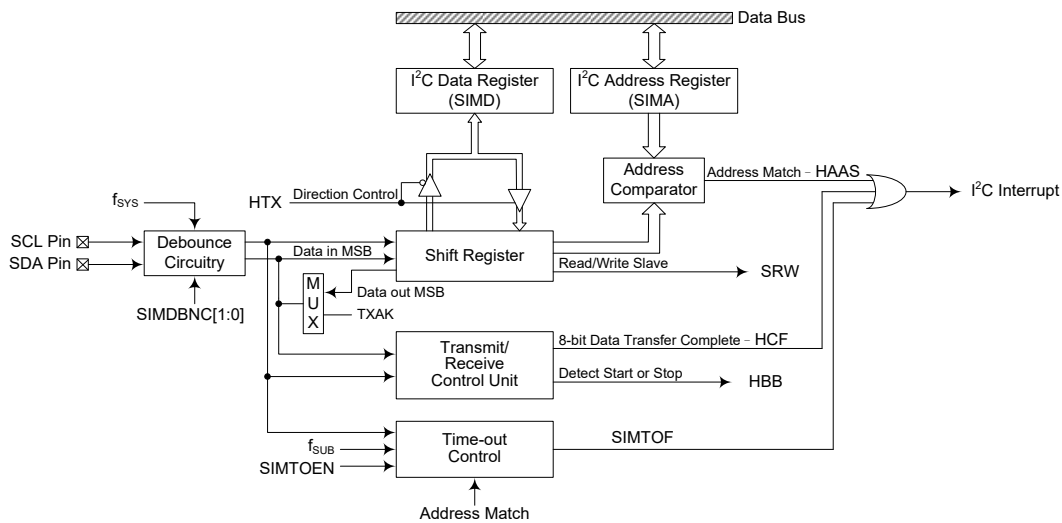 Data Bus
I²C Data Register
(SIMD)
I²C Address Register
(SIMA)
Address
Comparator
Address Match - HAAS
I²C Interrupt
HTX
Direction Control
fSYS
SCL Pin
SDA Pin
Debounce
Circuitry
SIMDBNC[1:0]
Data in MSB
Shift Register
Read/Write Slave
SRW
M
U
X
Data out MSB
TXAK
Transmit/
Receive
Control Unit
8-bit Data Transfer Complete - HCF
Detect Start or Stop
HBB
fSUB
SIMTOEN
Time-out
Control
SIMTOF
Address Match